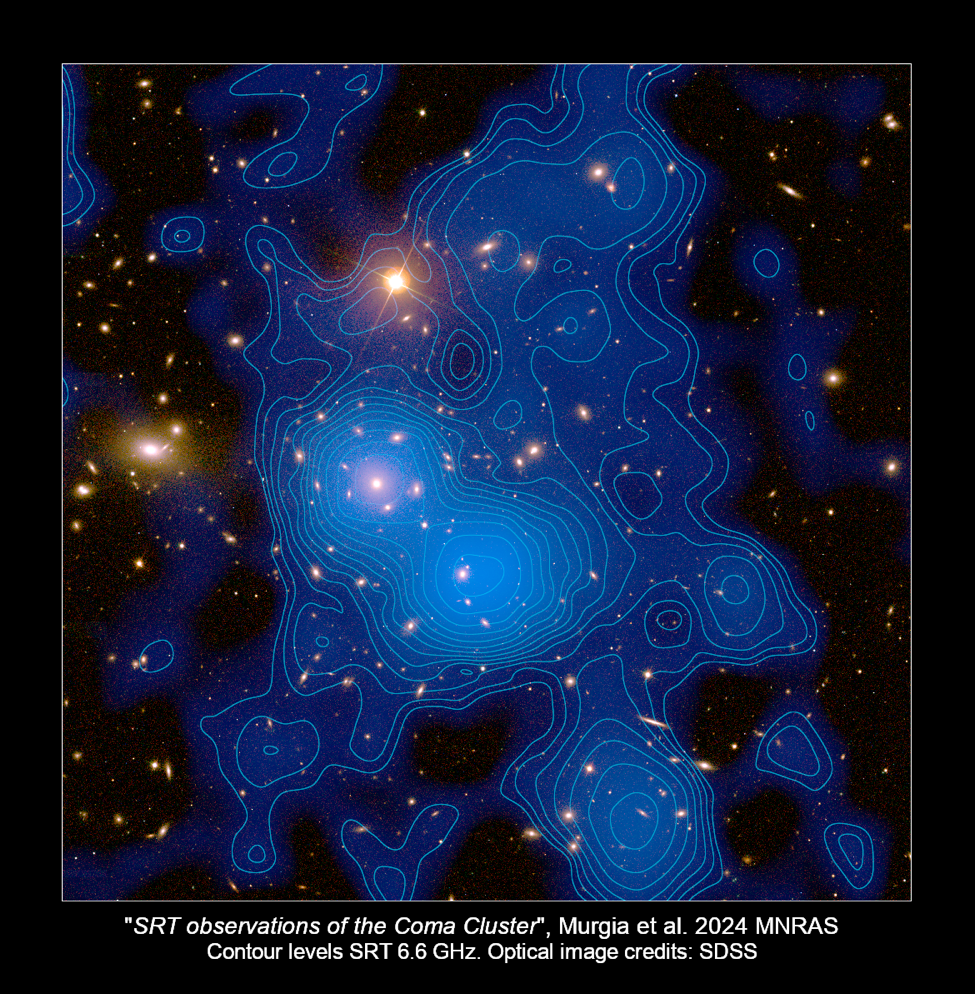 "SRT observations of the Coma Cluster", Murgia et al. 2024 MNRAS
Contour levels SRT 6.6 GHz. Optical image credits: SDSS